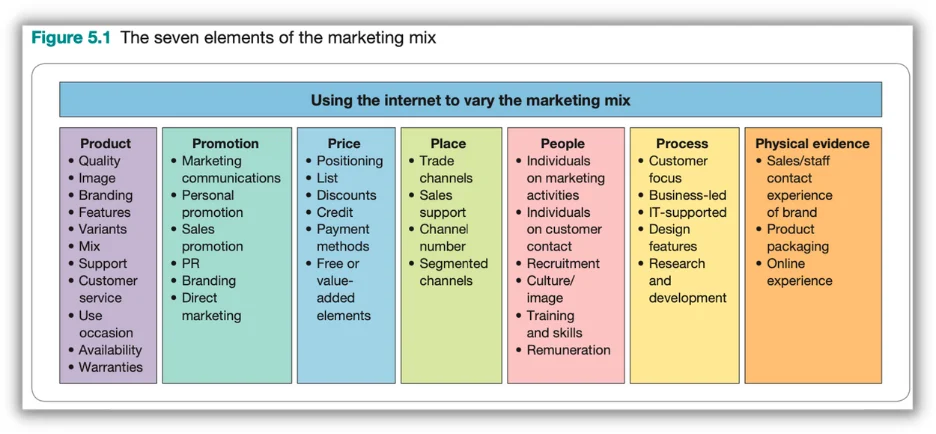 Figure 5.1 The seven elements of the marketing mix
Using the internet to vary the marketing mix
Product
• Quality
• Image
• Branding
• Features
• Variants
• Mix
• Support
• Customer
service
• Use
occasion
• Availability
• Warranties
Promotion
• Marketing
communications
• Personal
promotion
• Sales
promotion
• PR
• Branding
• Direct
marketing
Price
• Positioning
• List
• Discounts
• Credit
• Payment
methods
• Free or
value-
added
elements
Place
• Trade
channels
• Sales
support
• Channel
number
• Segmented
channels
People
• Individuals
on marketing
activities
• Individuals
on customer
contact
• Recruitment
• Culture/
image
• Training
and skills
• Remuneration
Process
• Customer
focus
• Business-led
• IT-supported
• Design
features
• Research
and
development
Physical evidence
• Sales/staff
contact
experience
of brand
• Product
packaging
• Online
experience